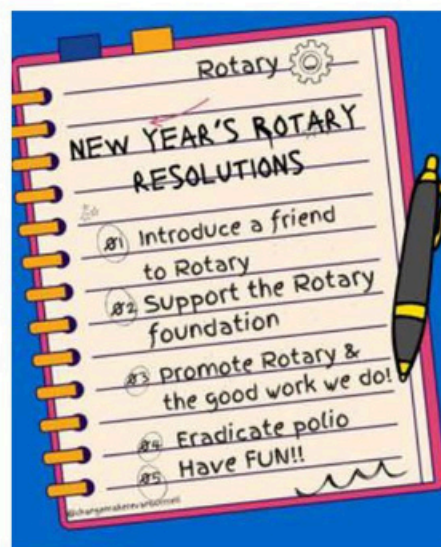 Rotary
NEW YEAR'S ROTARY
RESOLUTIONS
01 Introduce a friend
to Rotary
02 Support the Rotary
foundation
03 Promote Rotary &
the good work we do!
04 Eradicate polio
05 Have FUN!!